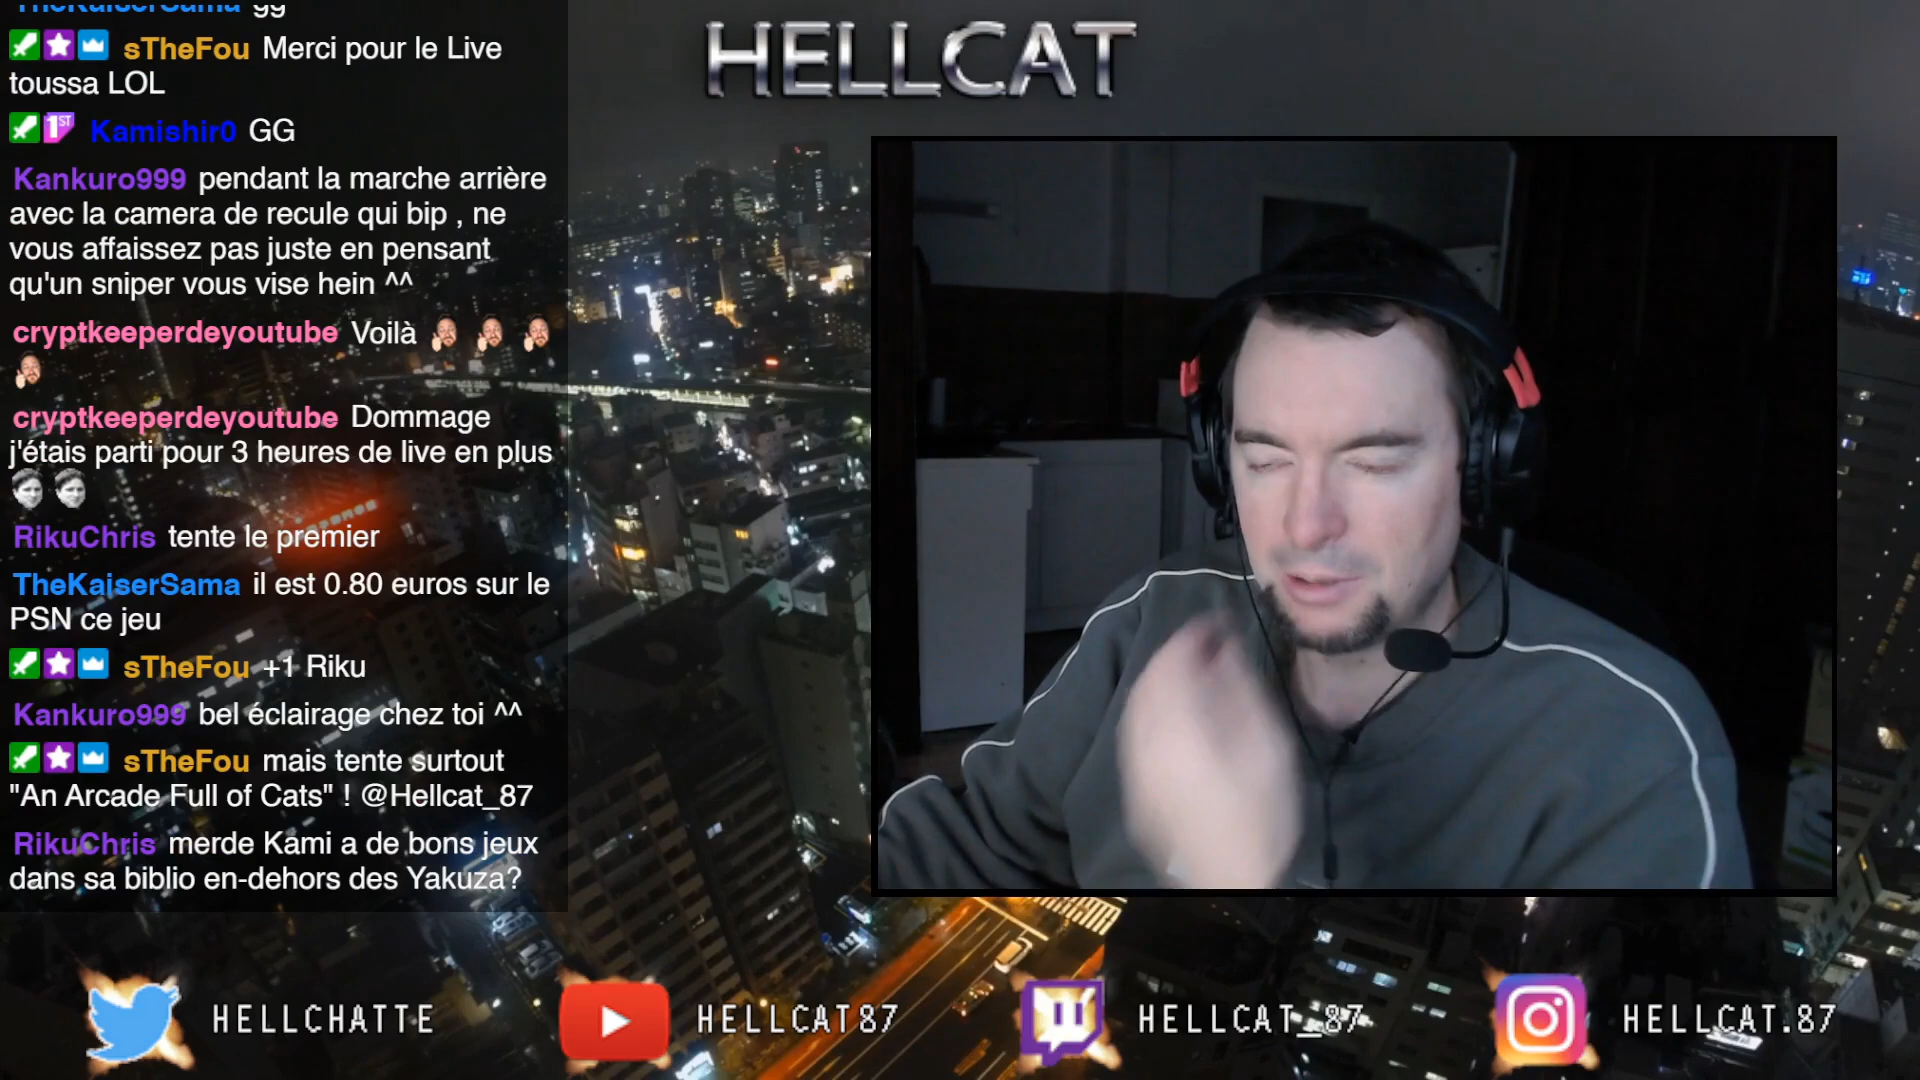 TheKaiserSama gg
sTheFou Merci pour le Live
toussa LOL
1ST Kamishir0 GG
Kankuro999 pendant la marche arrière
avec la camera de recule qui bip , ne
vous affaissez pas juste en pensant
qu'un sniper vous vise hein ^^
cryptkeeperdeyoutube Voilà
cryptkeeperdeyoutube Dommage
j'étais parti pour 3 heures de live en plus
RikuChris tente le premier
TheKaiserSama il est 0.80 euros sur le
PSN ce jeu
sTheFou +1 Riku
Kankuro999 bel éclairage chez toi ^^
sTheFou mais tente surtout
"An Arcade Full of Cats" ! @Hellcat_87
RikuChris merde Kami a de bons jeux
dans sa biblio en-dehors des Yakuza?
HELLCAT
HELLCHATTE
HELLCAT87
HELLCAT_87
HELLCAT.87